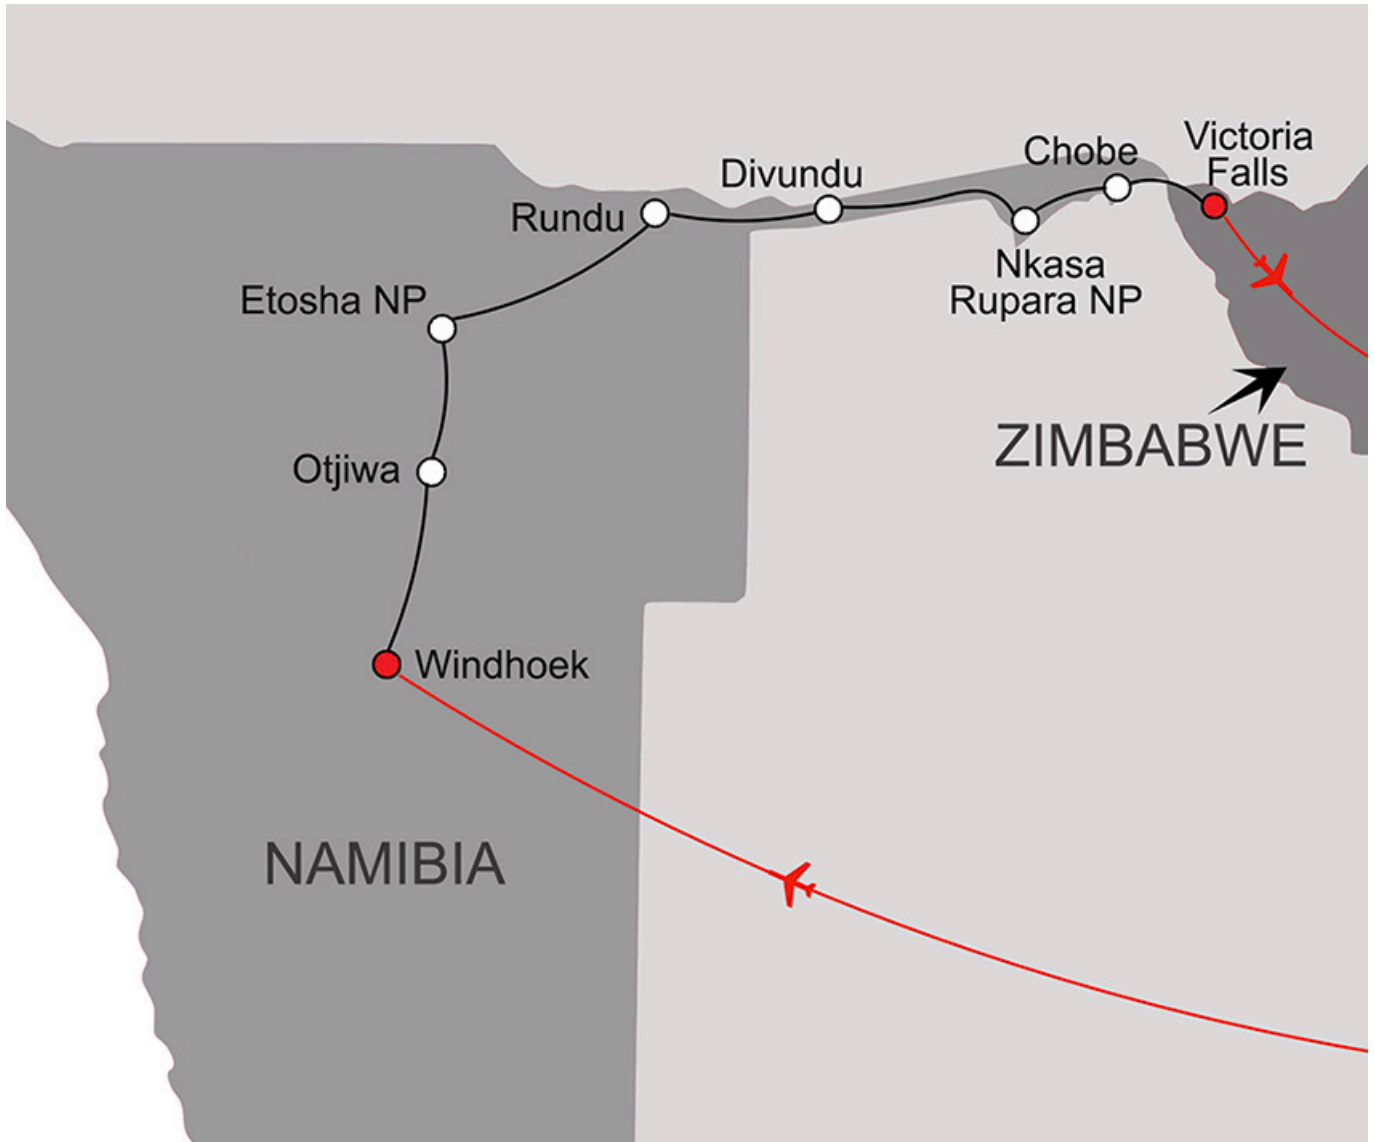 Victoria
Falls
Chobe
Divundu
Rundu
Nkasa
Rupara NP
Etosha NP
ZIMBABWE
Otjiwa
Windhoek
NAMIBIA